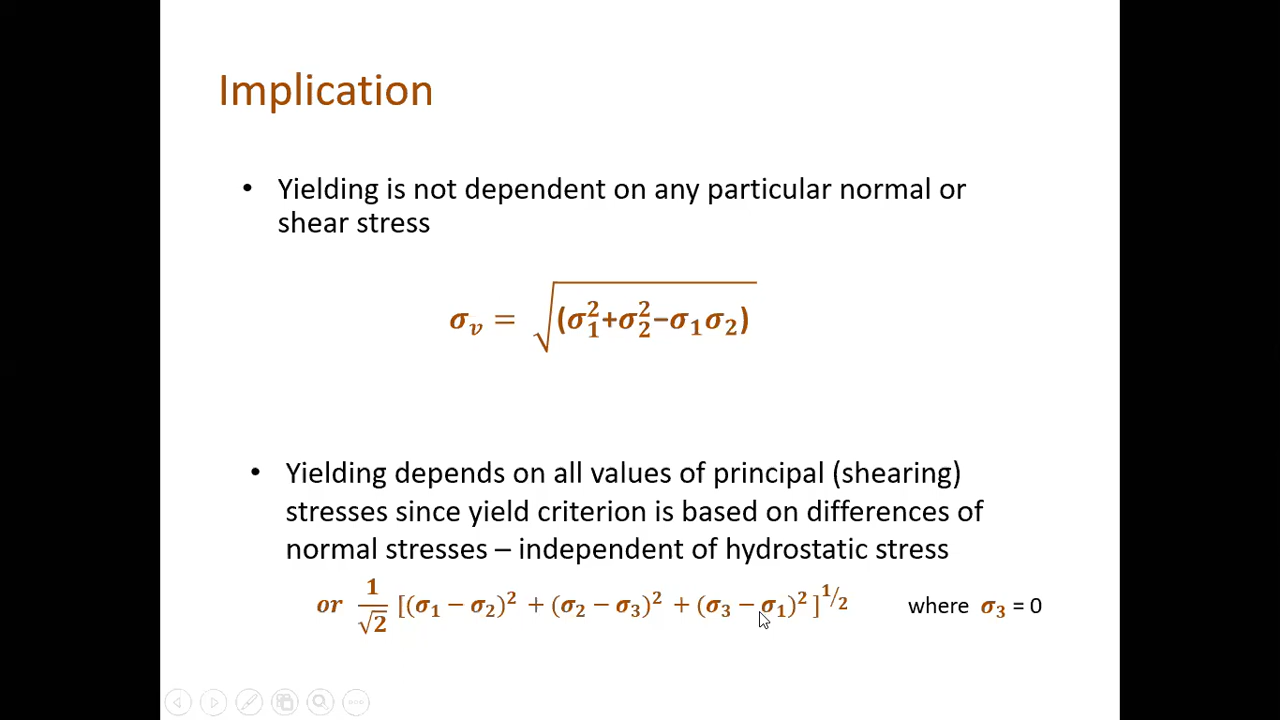 Implication
• Yielding is not dependent on any particular normal or
shear stress
σᵥ = √(σ₁²+σ₂²−σ₁σ₂)
• Yielding depends on all values of principal (shearing)
stresses since yield criterion is based on differences of
normal stresses – independent of hydrostatic stress
or 1/√2 [(σ₁ − σ₂)² + (σ₂ − σ₃)² + (σ₃ − σ₁)² ]^1/2 where σ₃ = 0